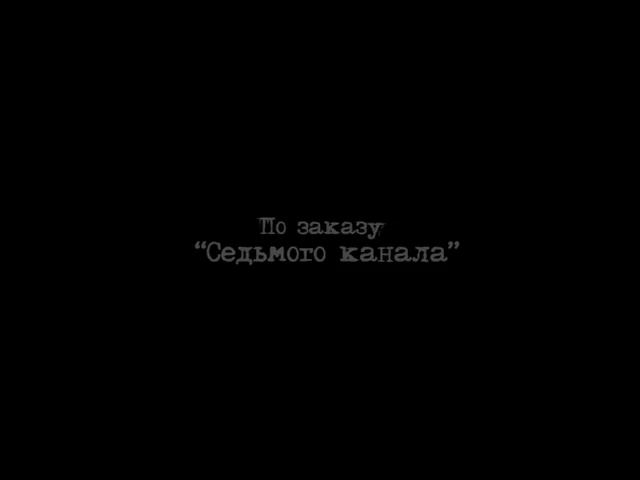 По заказу
“Седьмого канала”